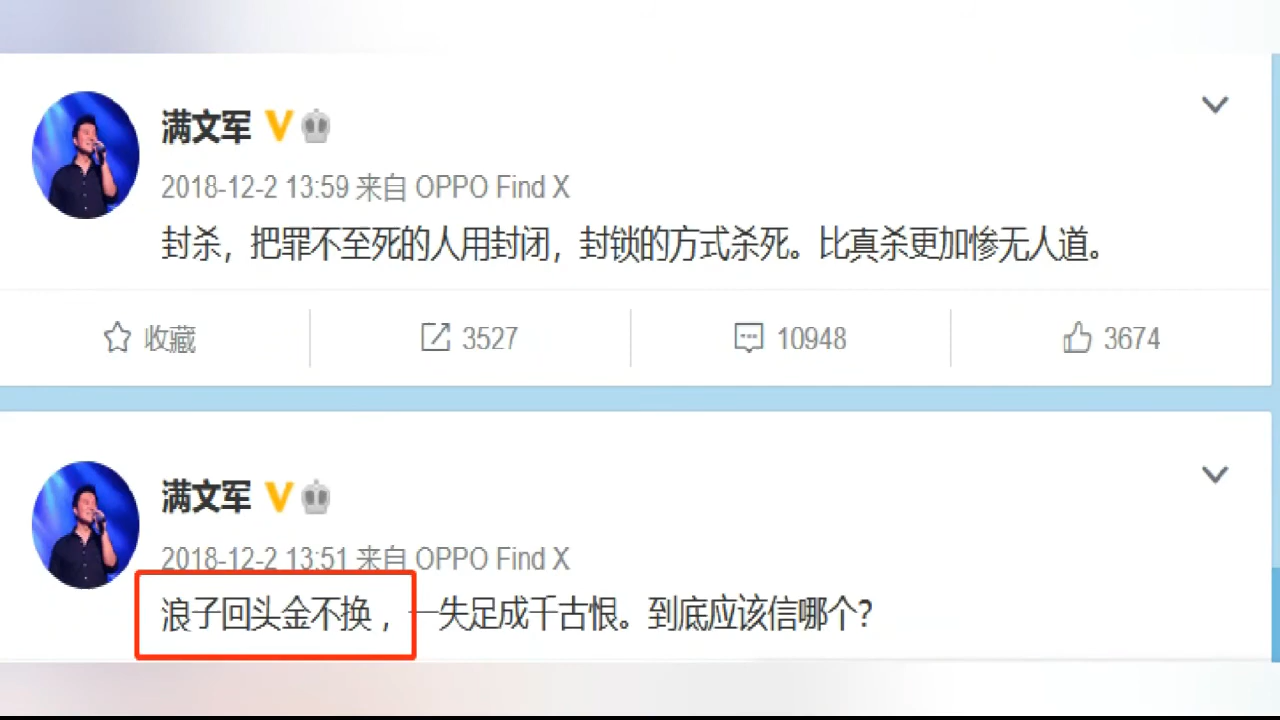 满文军 V
2018-12-2 13:59 来自 OPPO Find X
封杀，把罪不至死的人用封闭，封锁的方式杀死。比真杀更加惨无人道。
收藏 3527 10948 3674
满文军 V
2018-12-2 13:51 来自 OPPO Find X
浪子回头金不换，一失足成千古恨。到底应该信哪个？